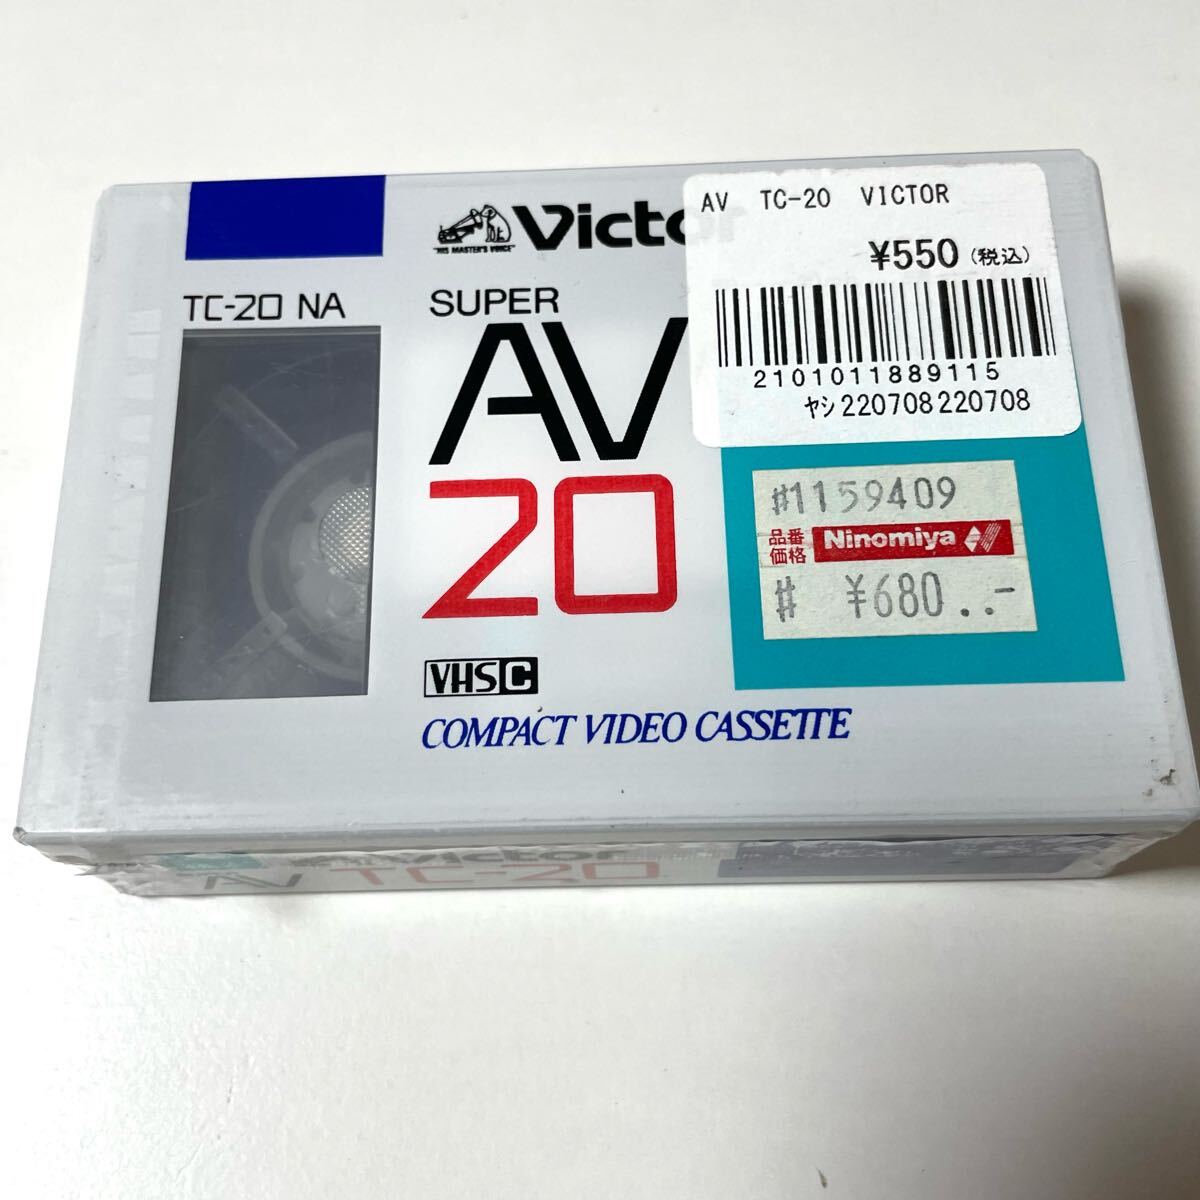 Victor
"HIS MASTER'S VOICE"
TC-20 NA
SUPER
AV
20
VHS C
COMPACT VIDEO CASSETTE
AV TC-20 VICTOR
¥550 (税込)
2101011889115
ヤシ220708220708
#1159409
品番
価格
Ninomiya
# ¥680..-
Victor
AV TC-20